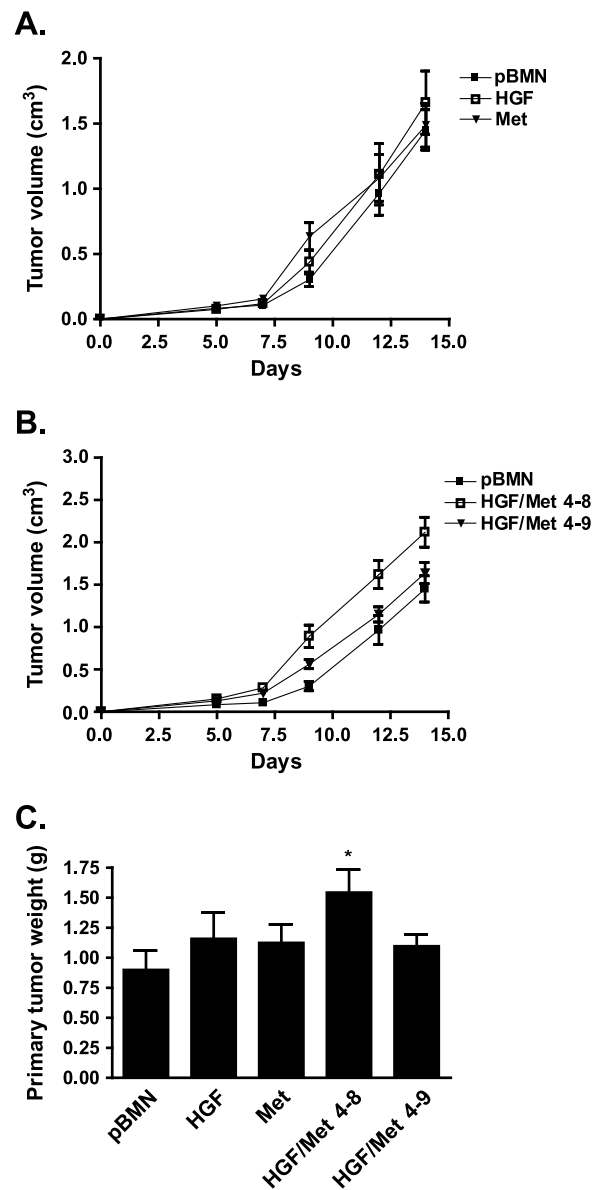 A.
Tumor volume (cm³)
2.0
1.5
1.0
0.5
0.0
0.0 2.5 5.0 7.5 10.0 12.5 15.0
Days
pBMN
HGF
Met
B.
Tumor volume (cm³)
3.0
2.5
2.0
1.5
1.0
0.5
0.0
0.0 2.5 5.0 7.5 10.0 12.5 15.0
Days
pBMN
HGF/Met 4-8
HGF/Met 4-9
C.
Primary tumor weight (g)
1.75
1.50
1.25
1.00
0.75
0.50
0.25
0.00
*
pBMN
HGF
Met
HGF/Met 4-8
HGF/Met 4-9